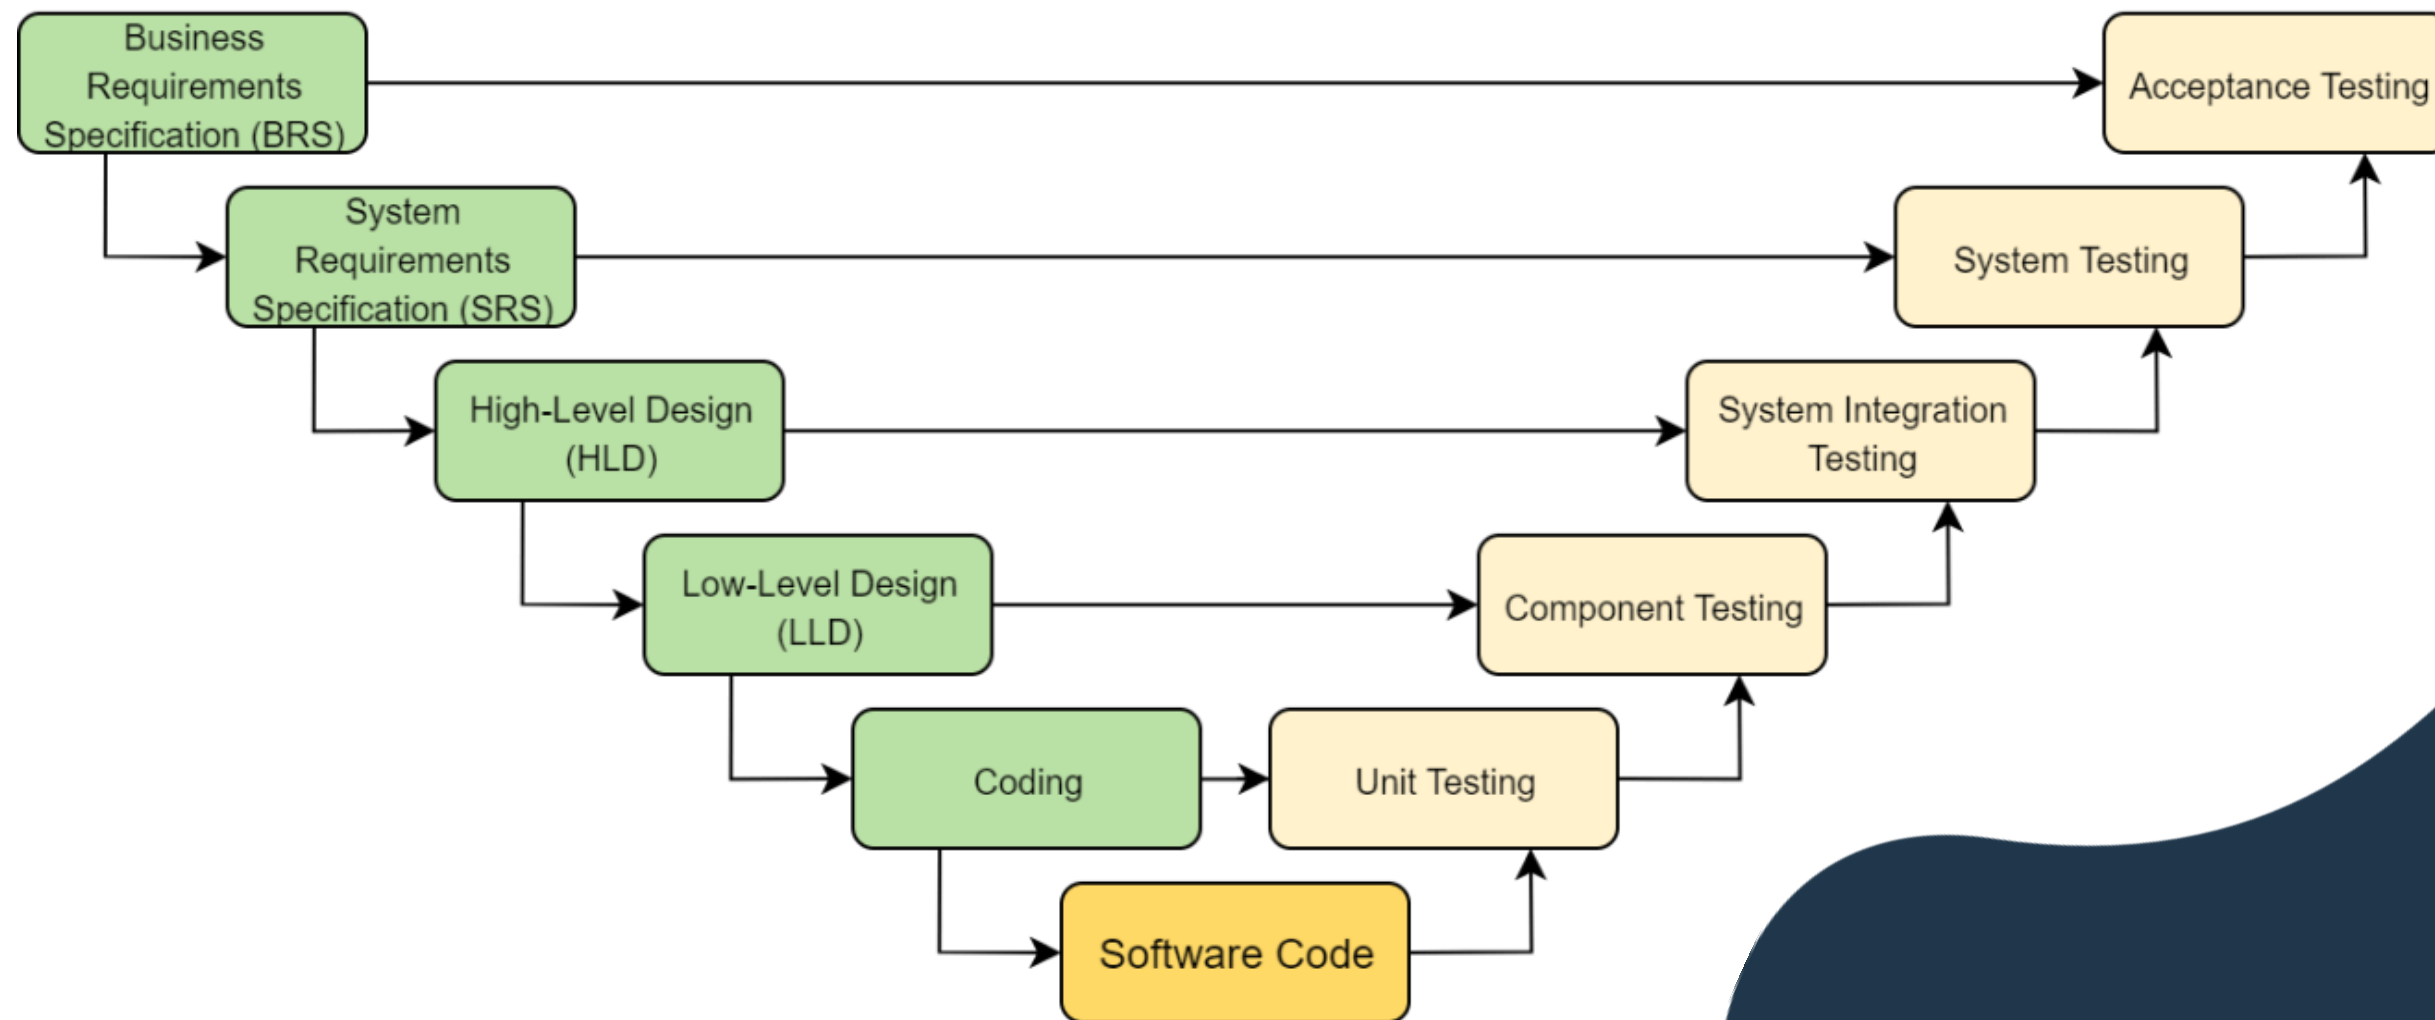 Business
Requirements
Specification (BRS)
Acceptance Testing
System
Requirements
Specification (SRS)
System Testing
High-Level Design
(HLD)
System Integration
Testing
Low-Level Design
(LLD)
Component Testing
Coding
Unit Testing
Software Code